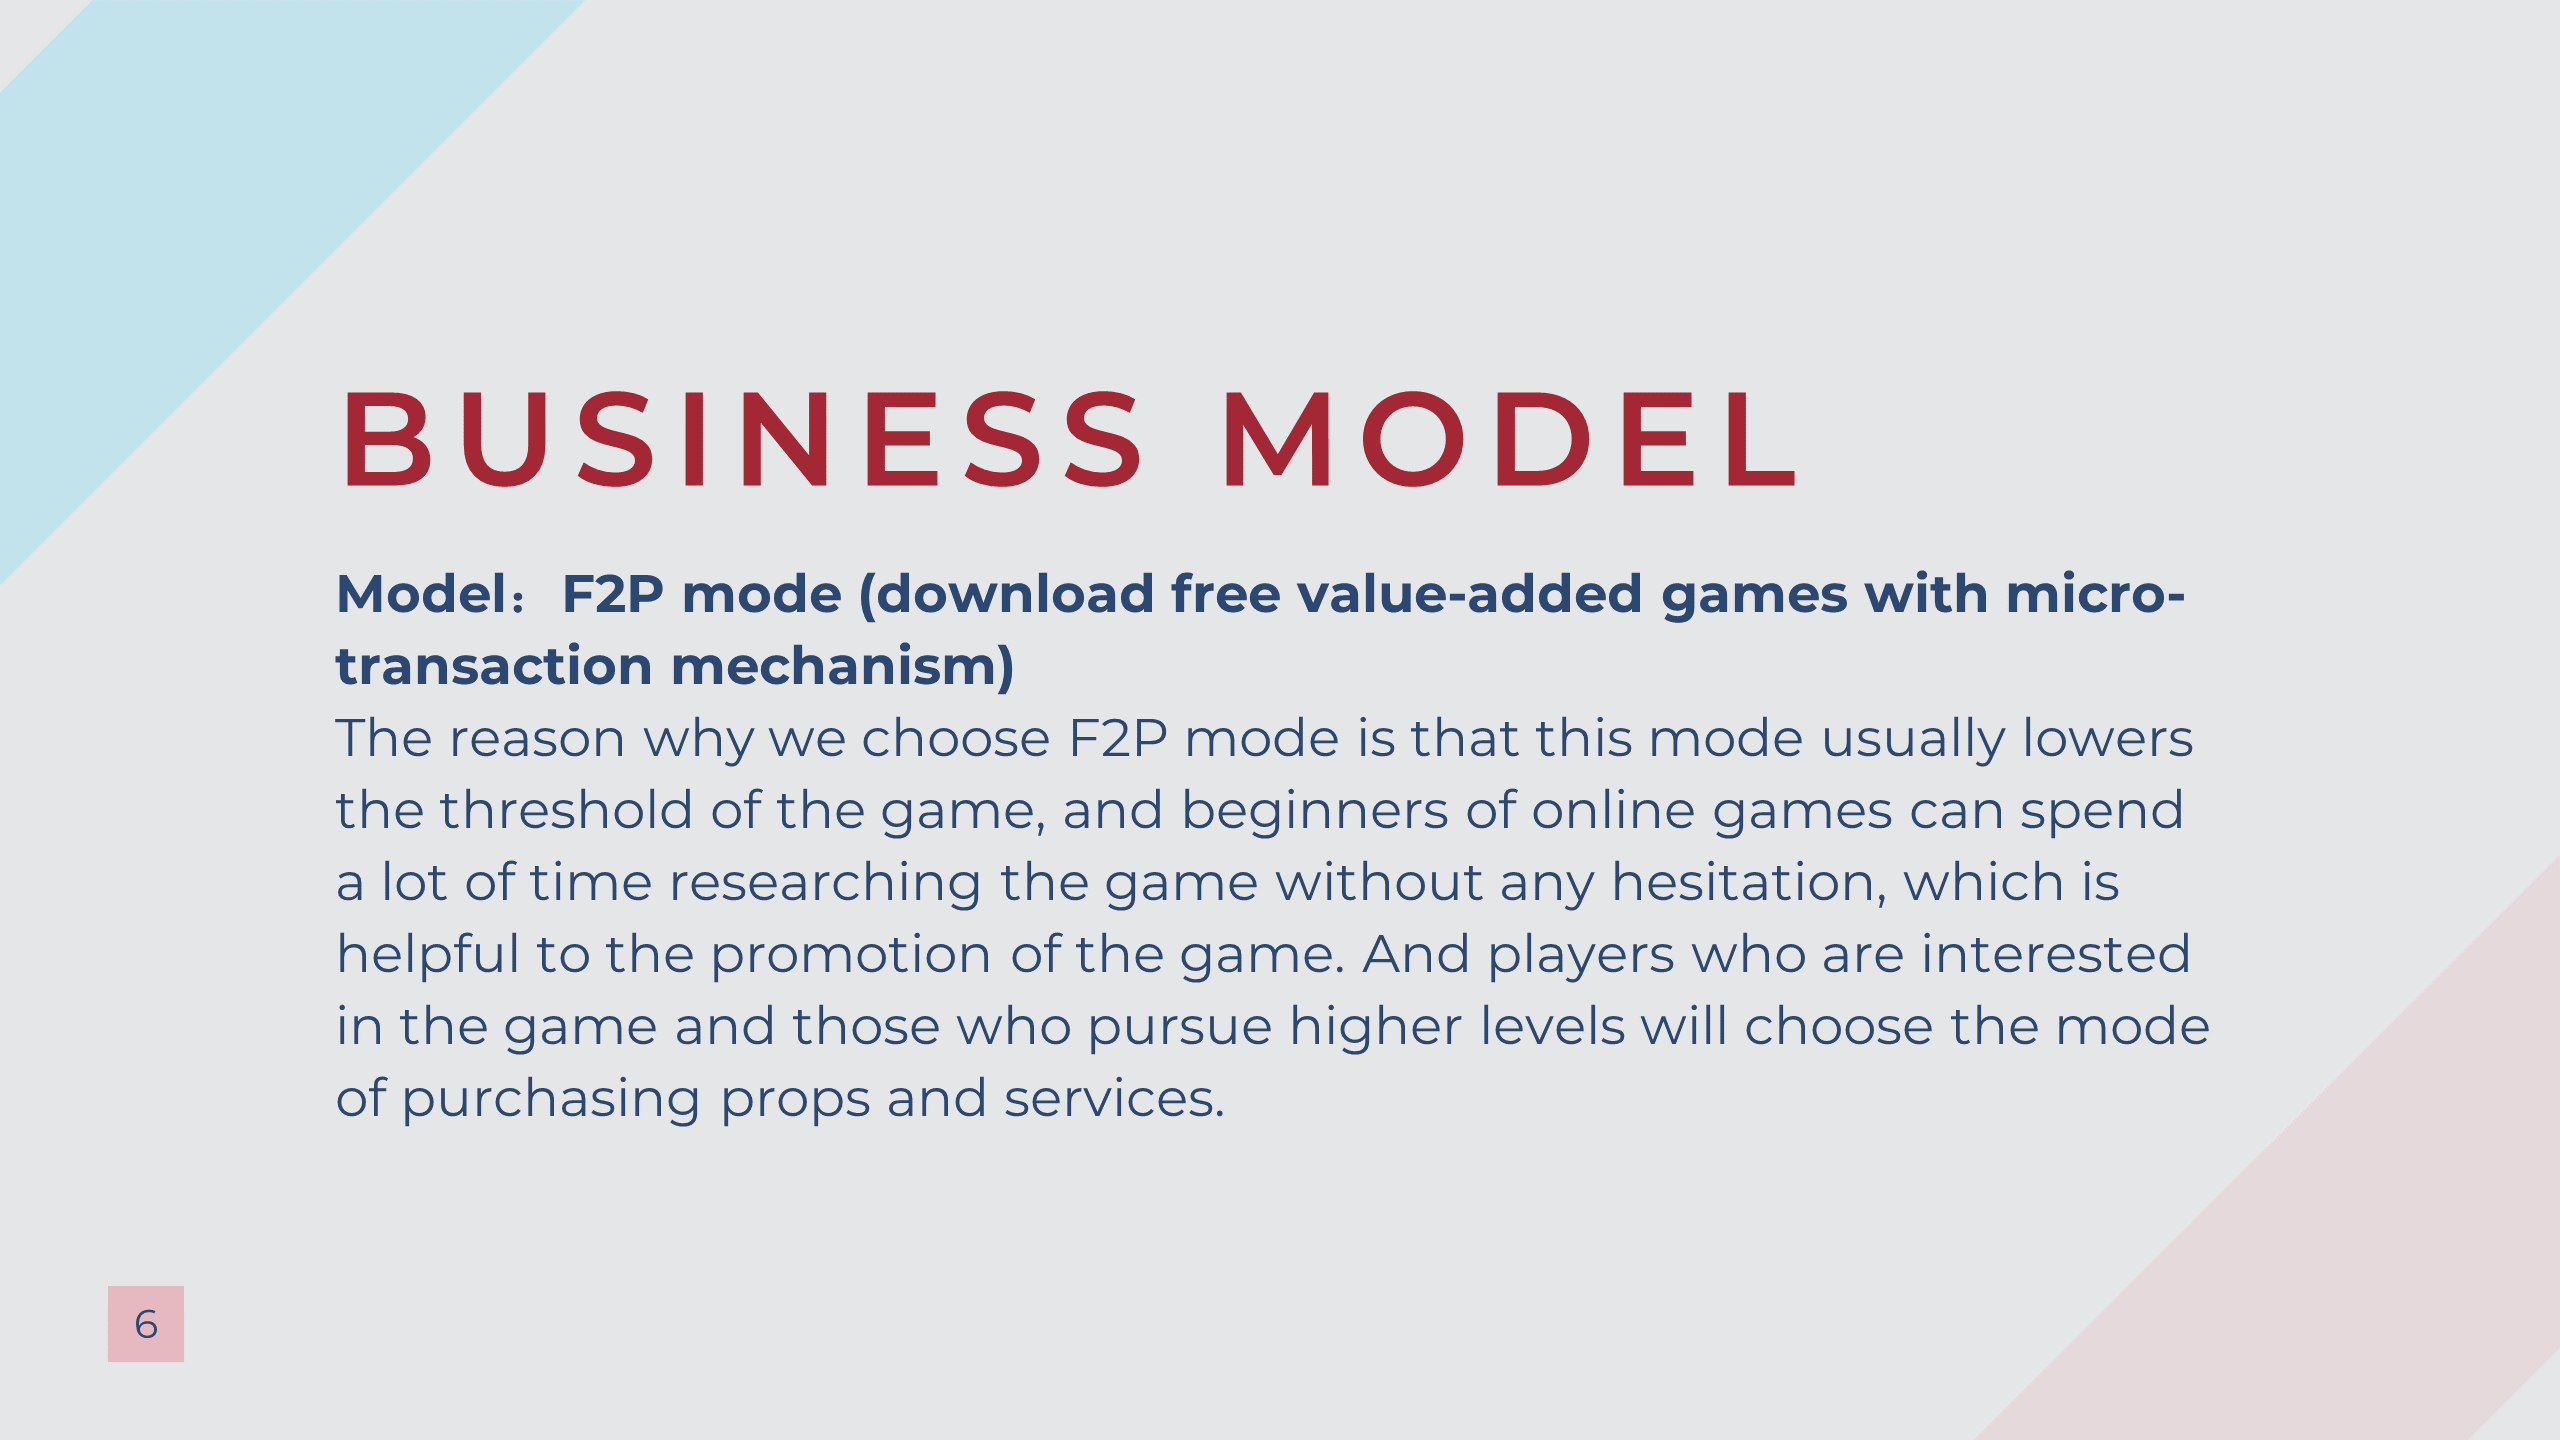 BUSINESS MODEL
Model：F2P mode (download free value-added games with micro-
transaction mechanism)
The reason why we choose F2P mode is that this mode usually lowers
the threshold of the game, and beginners of online games can spend
a lot of time researching the game without any hesitation, which is
helpful to the promotion of the game. And players who are interested
in the game and those who pursue higher levels will choose the mode
of purchasing props and services.
6